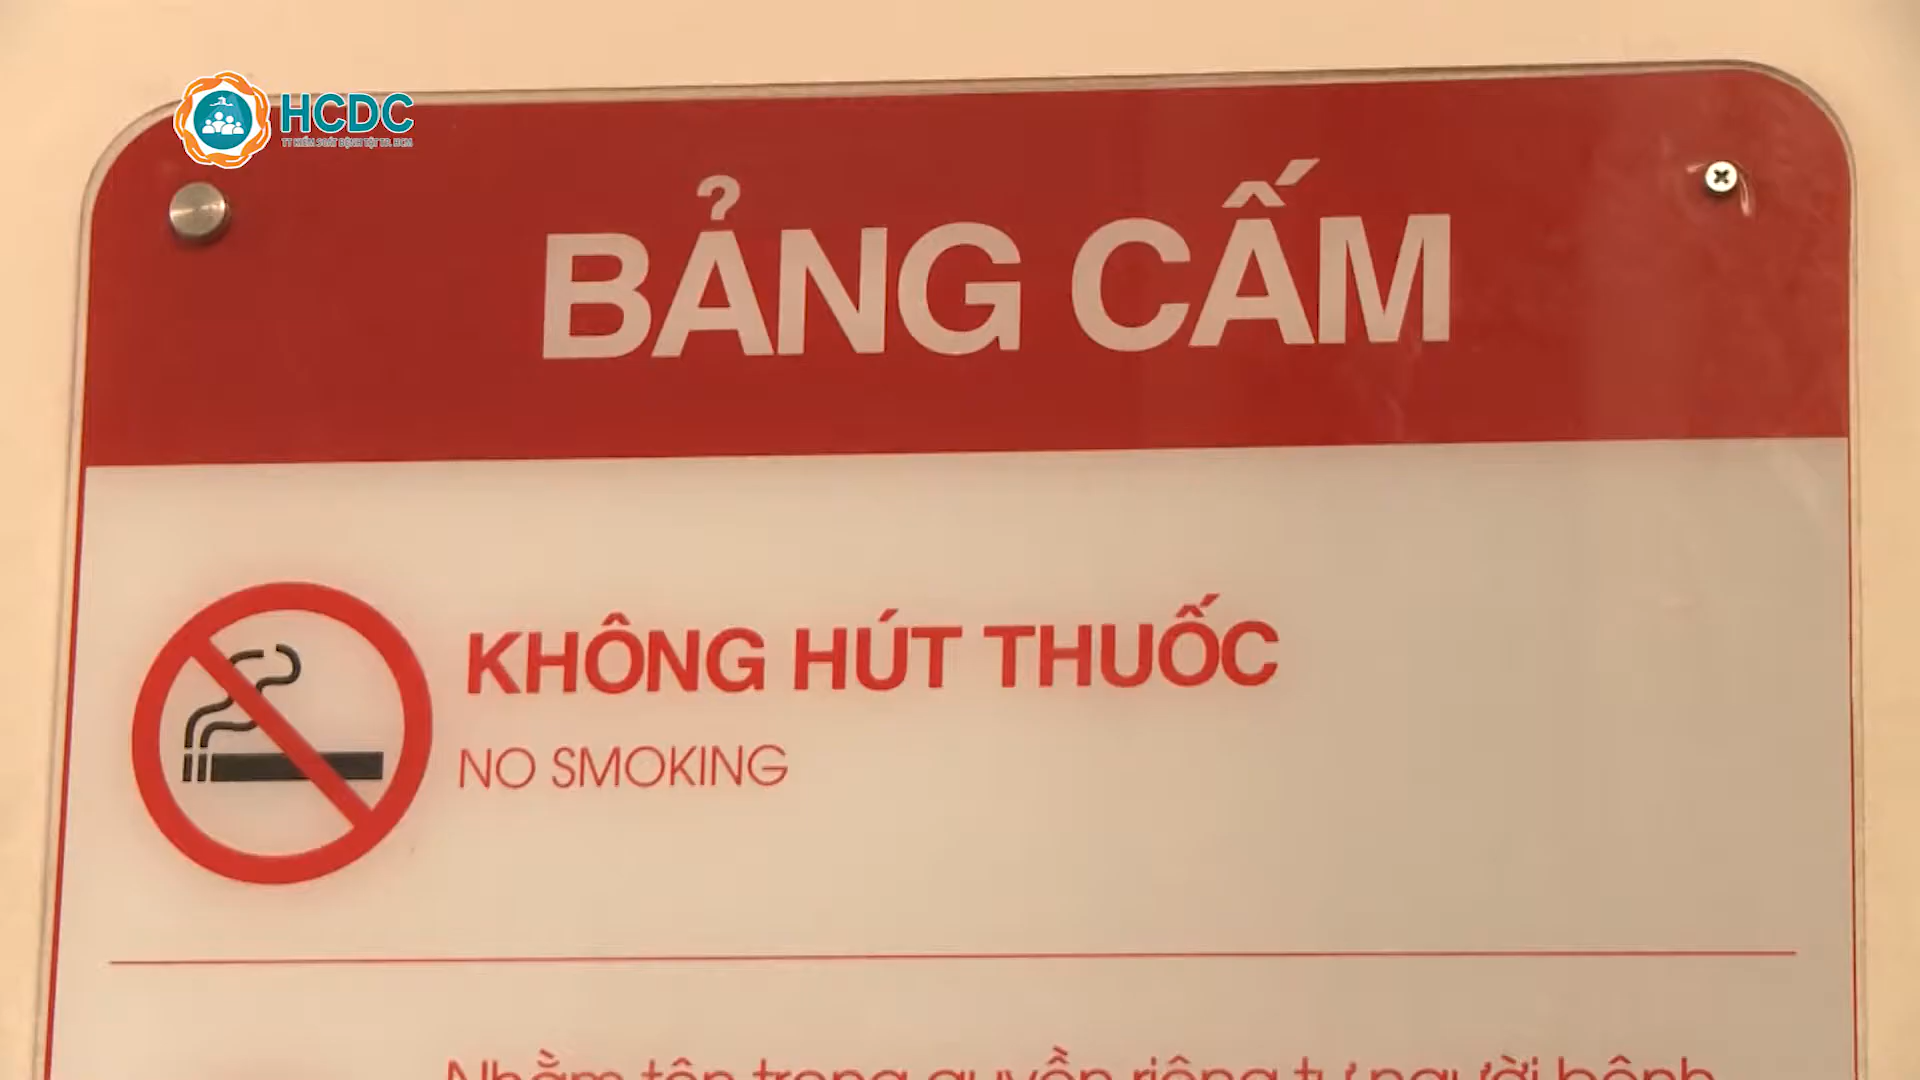 HCDC
TT KIỂM SOÁT BỆNH TẬT TP. HCM
BẢNG CẤM
KHÔNG HÚT THUỐC
NO SMOKING
Nhằm tôn trọng quyền riêng tư người bệnh